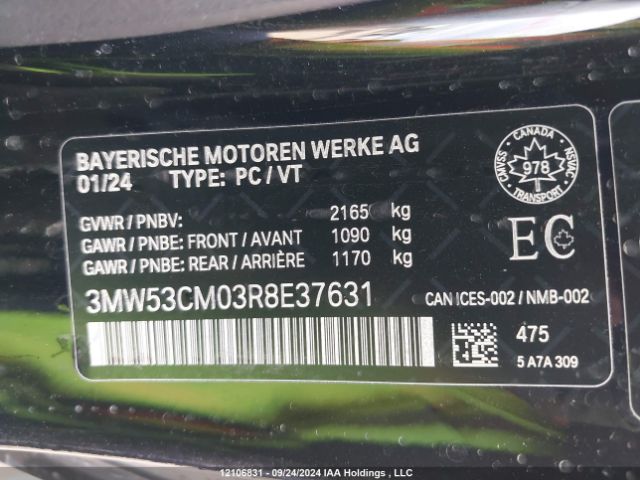 BAYERISCHE MOTOREN WERKE AG
01/24 TYPE: PC / VT
GVWR / PNBV: 2165 kg
GAWR / PNBE: FRONT / AVANT 1090 kg
GAWR / PNBE: REAR / ARRIÈRE 1170 kg
CANADA
CMVSS 978 NSVAC
TRANSPORT
EC
3MW53CM03R8E37631
CAN ICES-002 / NMB-002
475
5 A7A 309
12106831 - 09/24/2024 IAA Holdings , LLC